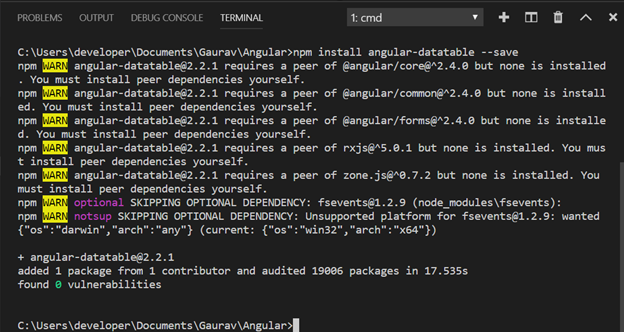 PROBLEMS OUTPUT DEBUG CONSOLE TERMINAL 1: cmd
C:\Users\developer\Documents\Gaurav\Angular>npm install angular-datatable --save
npm WARN angular-datatable@2.2.1 requires a peer of @angular/core@^2.4.0 but none is installed
. You must install peer dependencies yourself.
npm WARN angular-datatable@2.2.1 requires a peer of @angular/common@^2.4.0 but none is install
ed. You must install peer dependencies yourself.
npm WARN angular-datatable@2.2.1 requires a peer of @angular/forms@^2.4.0 but none is installe
d. You must install peer dependencies yourself.
npm WARN angular-datatable@2.2.1 requires a peer of rxjs@^5.0.1 but none is installed. You mus
t install peer dependencies yourself.
npm WARN angular-datatable@2.2.1 requires a peer of zone.js@^0.7.2 but none is installed. You
must install peer dependencies yourself.
npm WARN optional SKIPPING OPTIONAL DEPENDENCY: fsevents@1.2.9 (node_modules\fsevents):
npm WARN notsup SKIPPING OPTIONAL DEPENDENCY: Unsupported platform for fsevents@1.2.9: wanted
{"os":"darwin","arch":"any"} (current: {"os":"win32","arch":"x64"})
+ angular-datatable@2.2.1
added 1 package from 1 contributor and audited 19006 packages in 17.535s
found 0 vulnerabilities
C:\Users\developer\Documents\Gaurav\Angular>